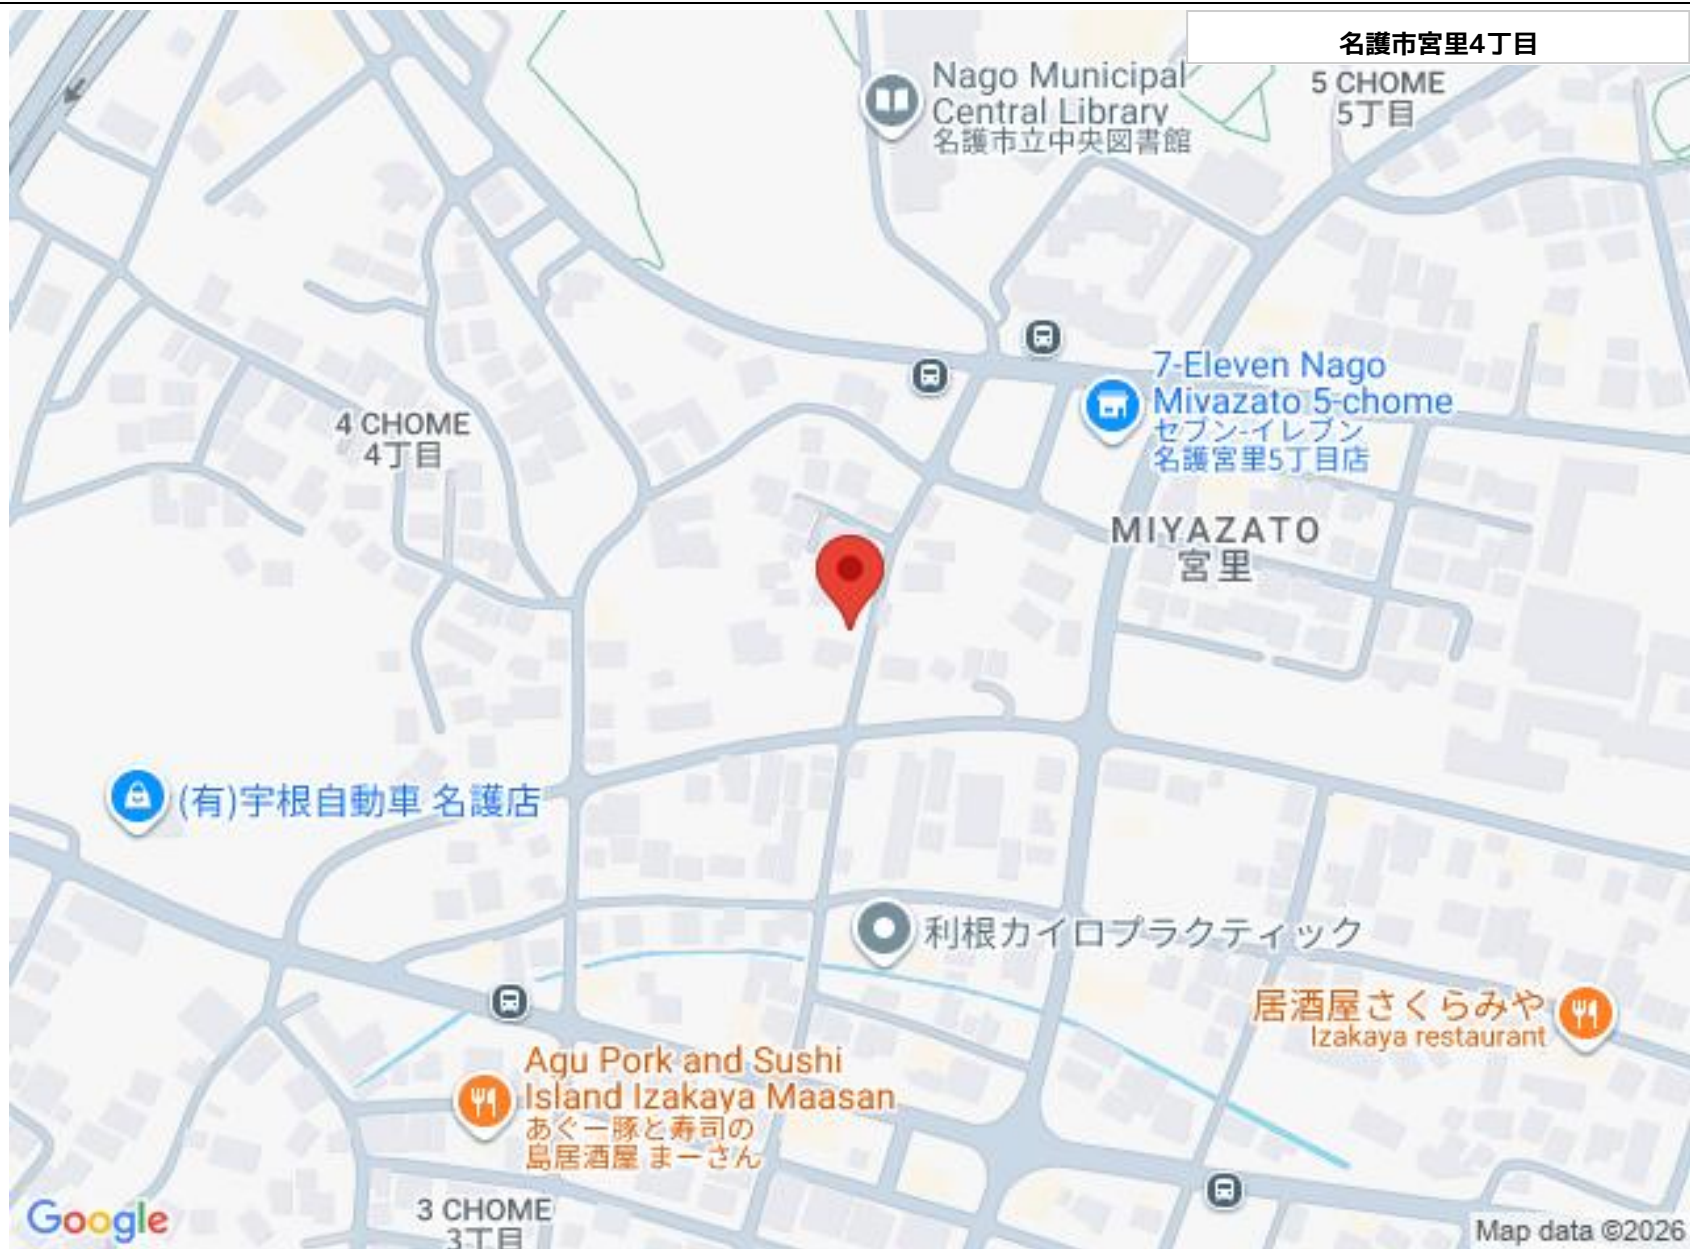 名護市宮里4丁目
Nago Municipal
Central Library
名護市立中央図書館
5 CHOME
5丁目
7-Eleven Nago
Miyazato 5-chome
セブン-イレブン
名護宮里5丁目店
4 CHOME
4丁目
MIYAZATO
宮里
(有)宇根自動車 名護店
利根カイロプラクティック
居酒屋さくらみや
Izakaya restaurant
Agu Pork and Sushi
Island Izakaya Maasan
あぐー豚と寿司の
島居酒屋 まーさん
3 CHOME
3丁目
Google
Map data ©2026